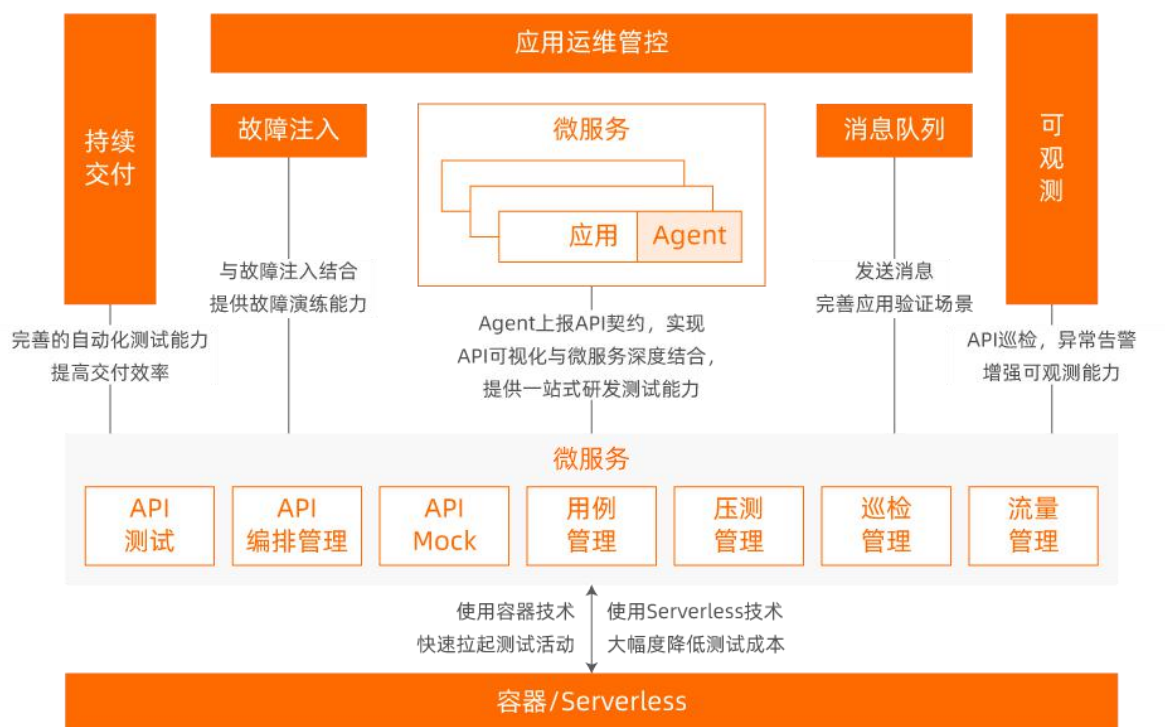 应用运维管控
持续
交付
故障注入
微服务
应用
Agent
消息队列
可
观
测
与故障注入结合
提供故障演练能力
发送消息
完善应用验证场景
完善的自动化测试能力
提高交付效率
Agent上报API契约，实现
API可视化与微服务深度结合，
提供一站式研发测试能力
API巡检，异常告警
增强可观测能力
微服务
API
测试
API
编排管理
API
Mock
用例
管理
压测
管理
巡检
管理
流量
管理
使用容器技术
快速拉起测试活动
使用Serverless技术
大幅度降低测试成本
容器/Serverless